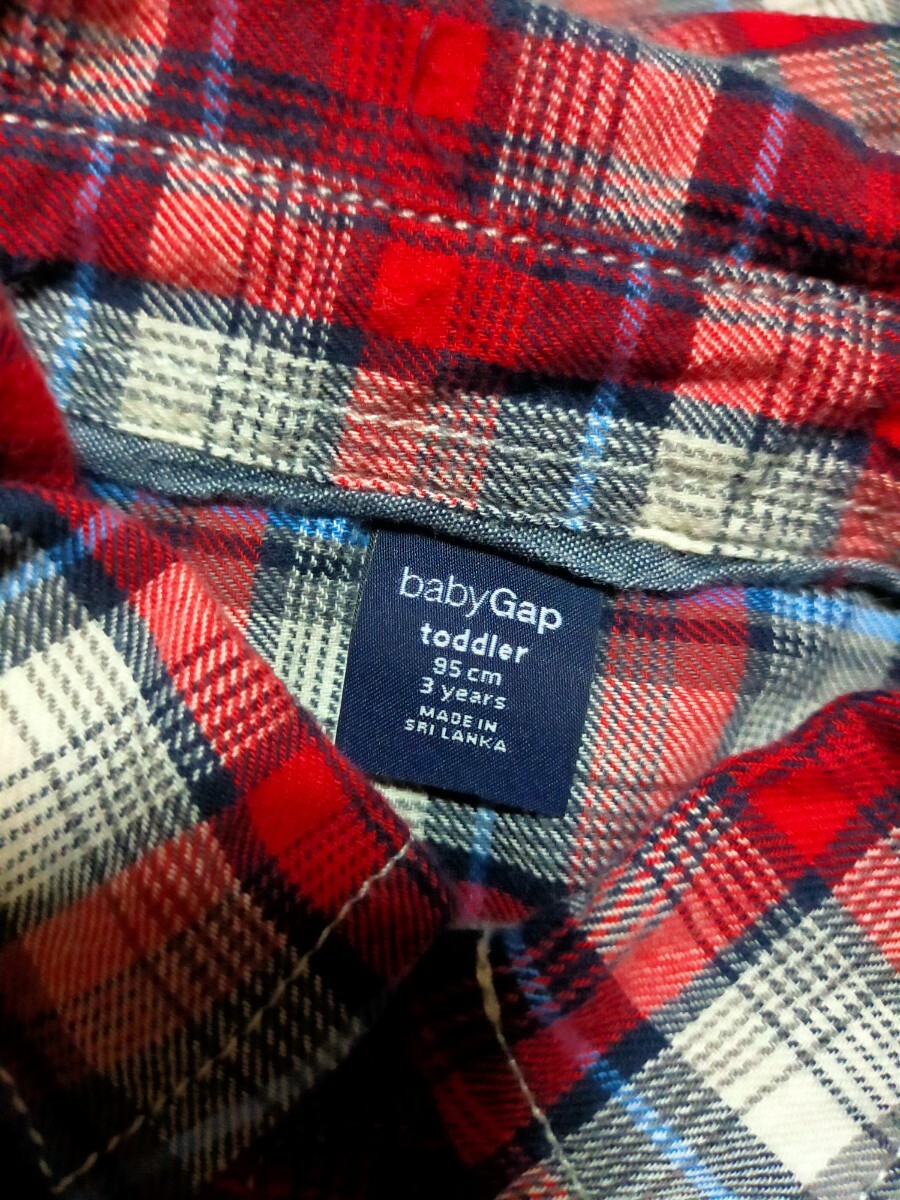 babyGap
toddler
95 cm
3 years
MADE IN
SRI LANKA